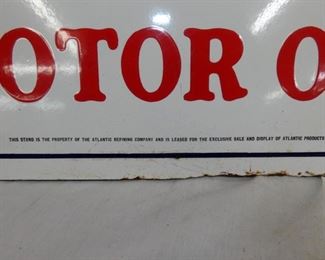 OTOR O
THIS STAND IS THE PROPERTY OF THE ATLANTIC REFINING COMPANY AND IS LEASED FOR THE EXCLUSIVE SALE AND DISPLAY OF ATLANTIC PRODUCTS